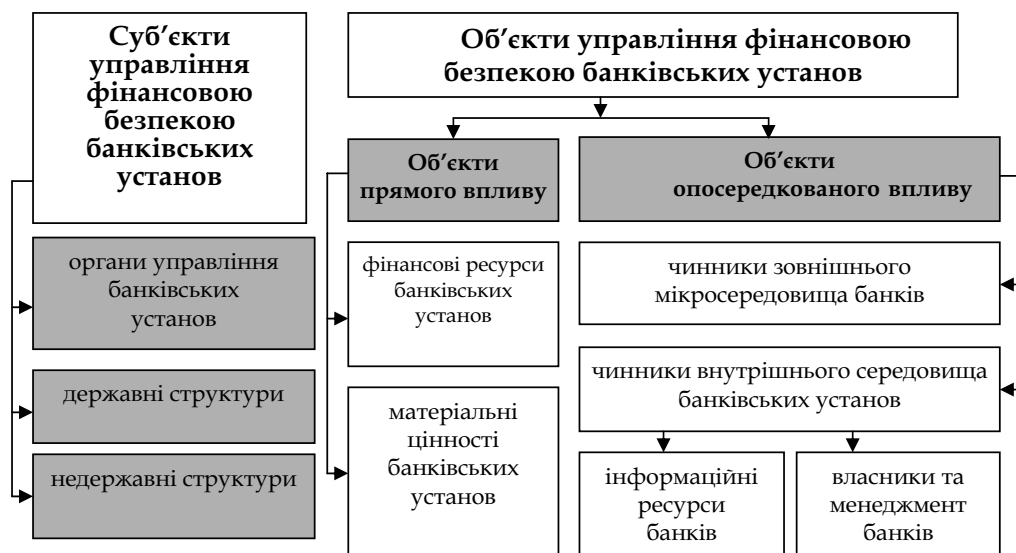 Суб’єкти
управління
фінансовою
безпекою
банківських
установ
органи управління
банківських
установ
державні структури
недержавні структури
Об’єкти управління фінансовою
безпекою банківських установ
Об’єкти
прямого впливу
фінансові ресурси
банківських
установ
матеріальні
цінності
банківських
установ
Об’єкти
опосередкованого впливу
чинники зовнішнього
мікросередовища банків
чинники внутрішнього середовища
банківських установ
інформаційні
ресурси
банків
власники та
менеджмент
банків